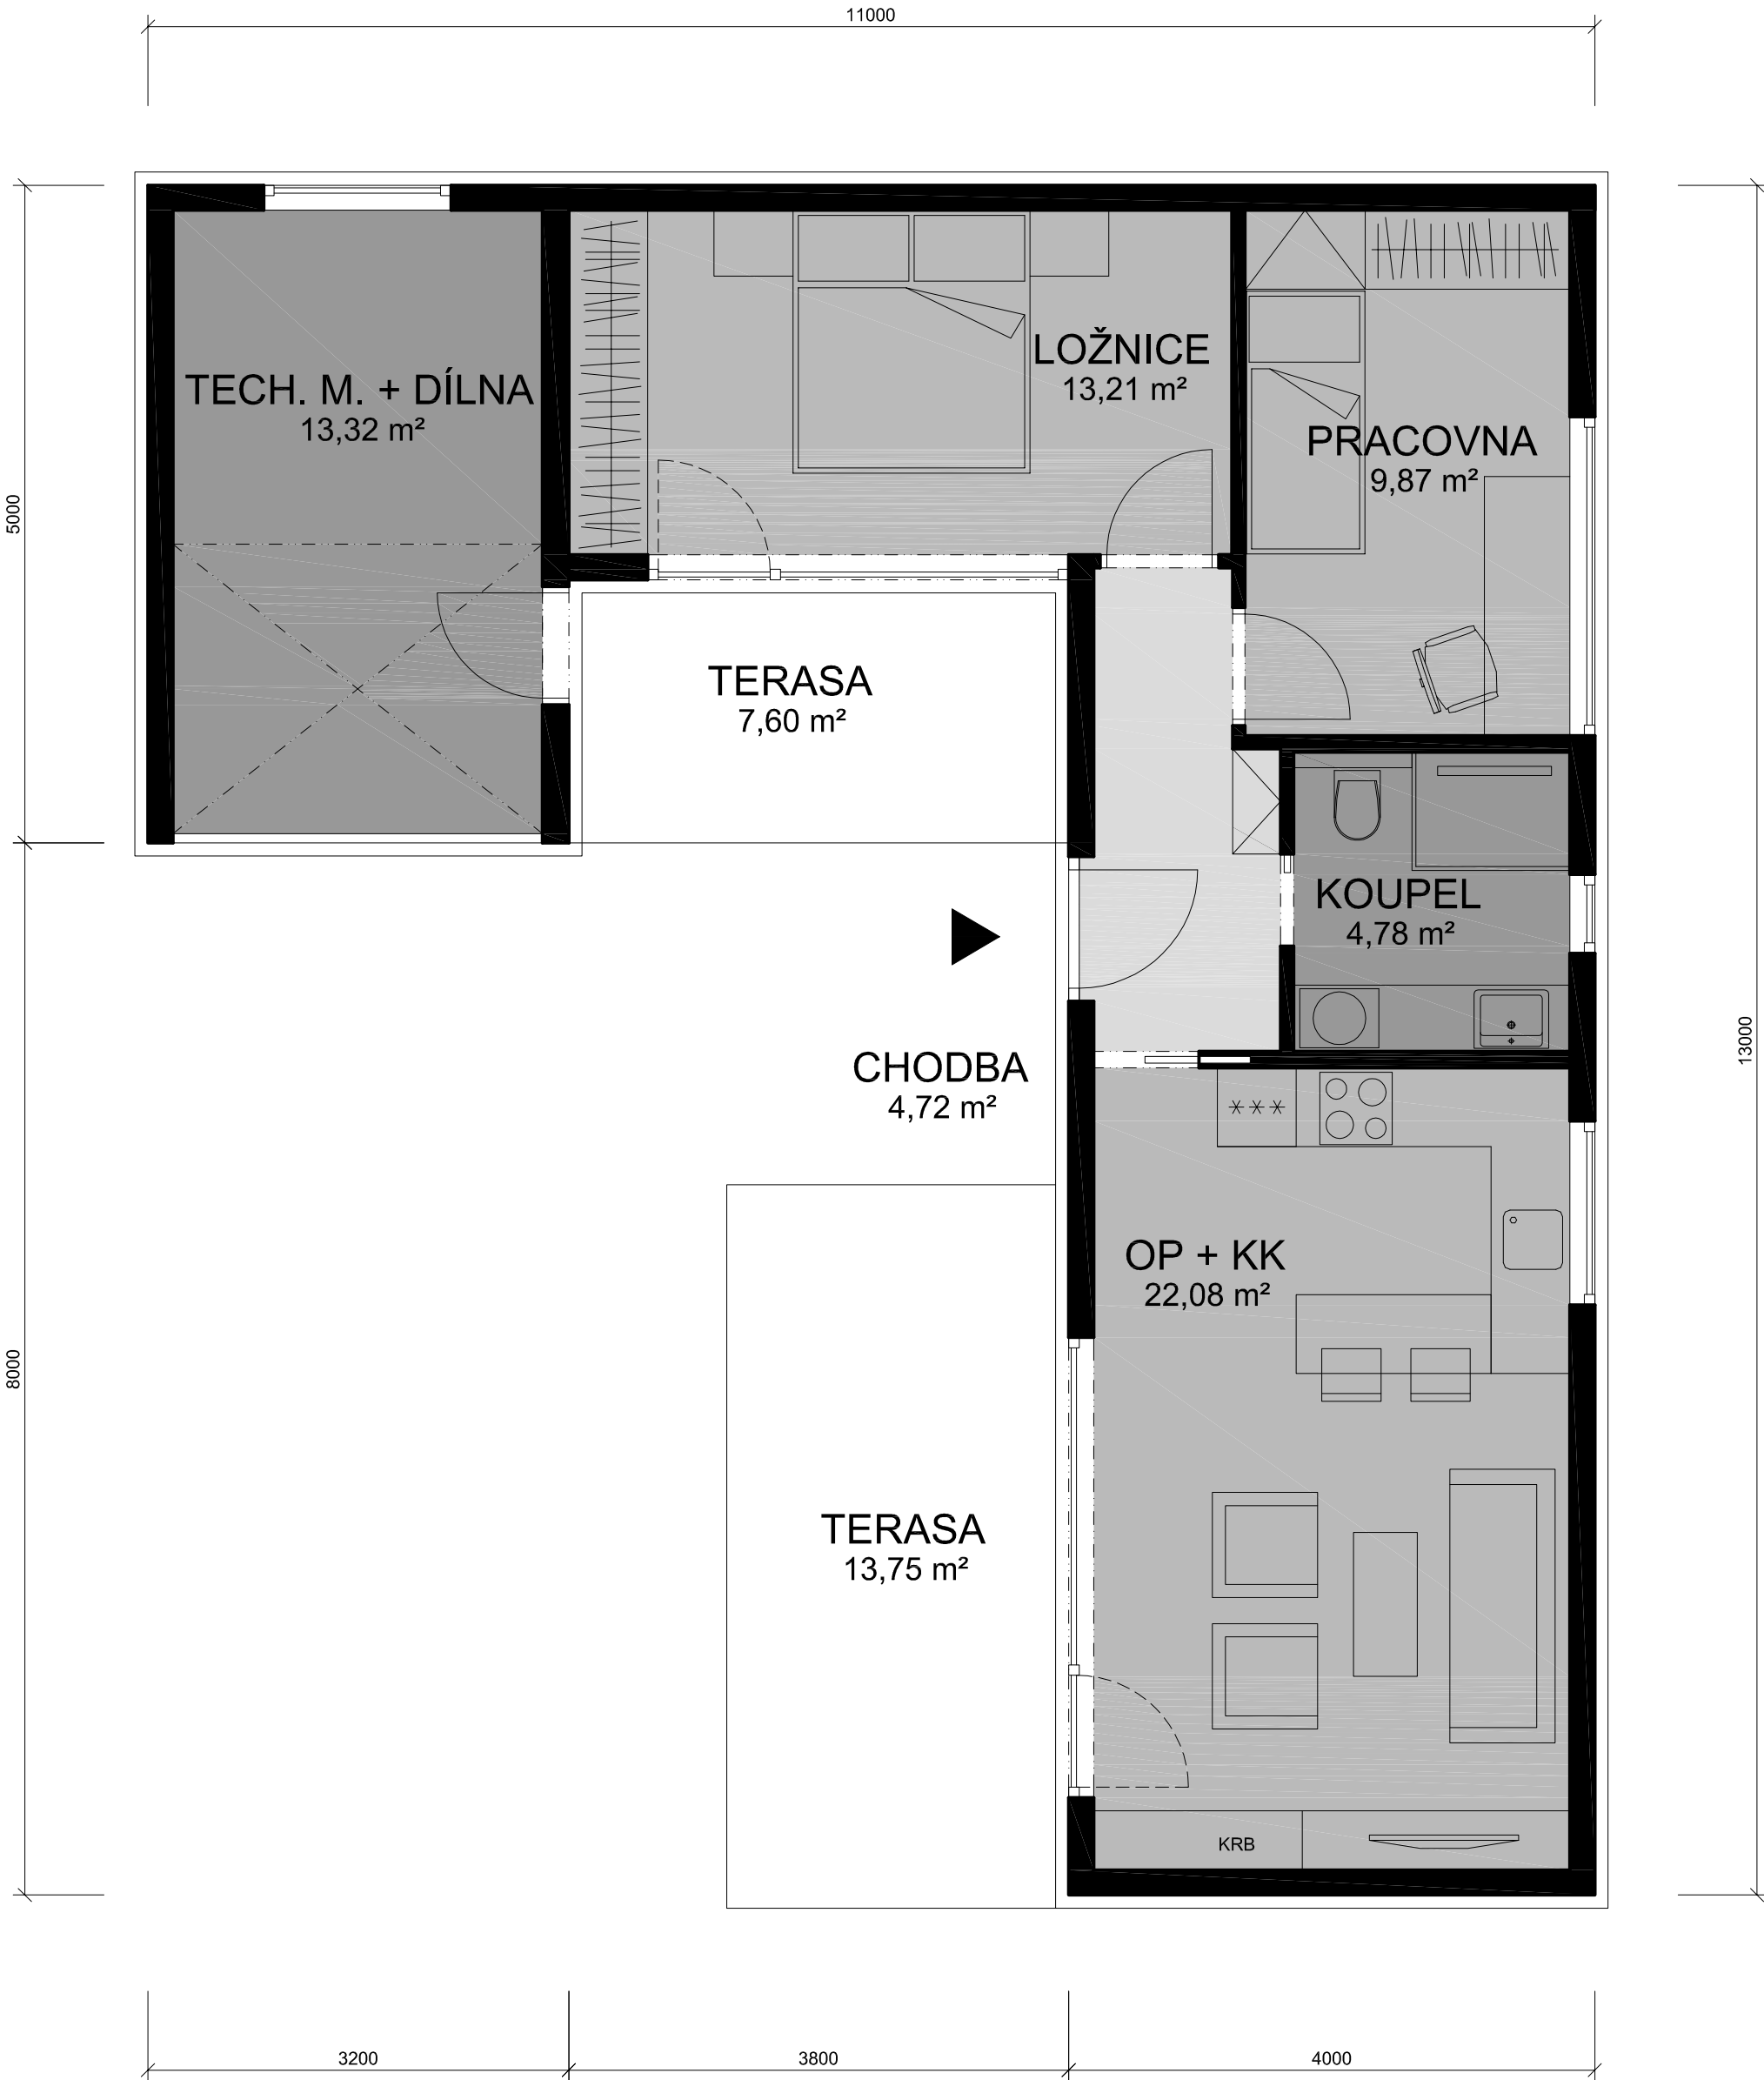 11000
TECH. M. + DÍLNA
13,32 m²
LOŽNICE
13,21 m²
PRACOVNA
9,87 m²
5000
TERASA
7,60 m²
KOUPEL
4,78 m²
13000
CHODBA
4,72 m²
OP + KK
22,08 m²
8000
TERASA
13,75 m²
KRB
3200
3800
4000